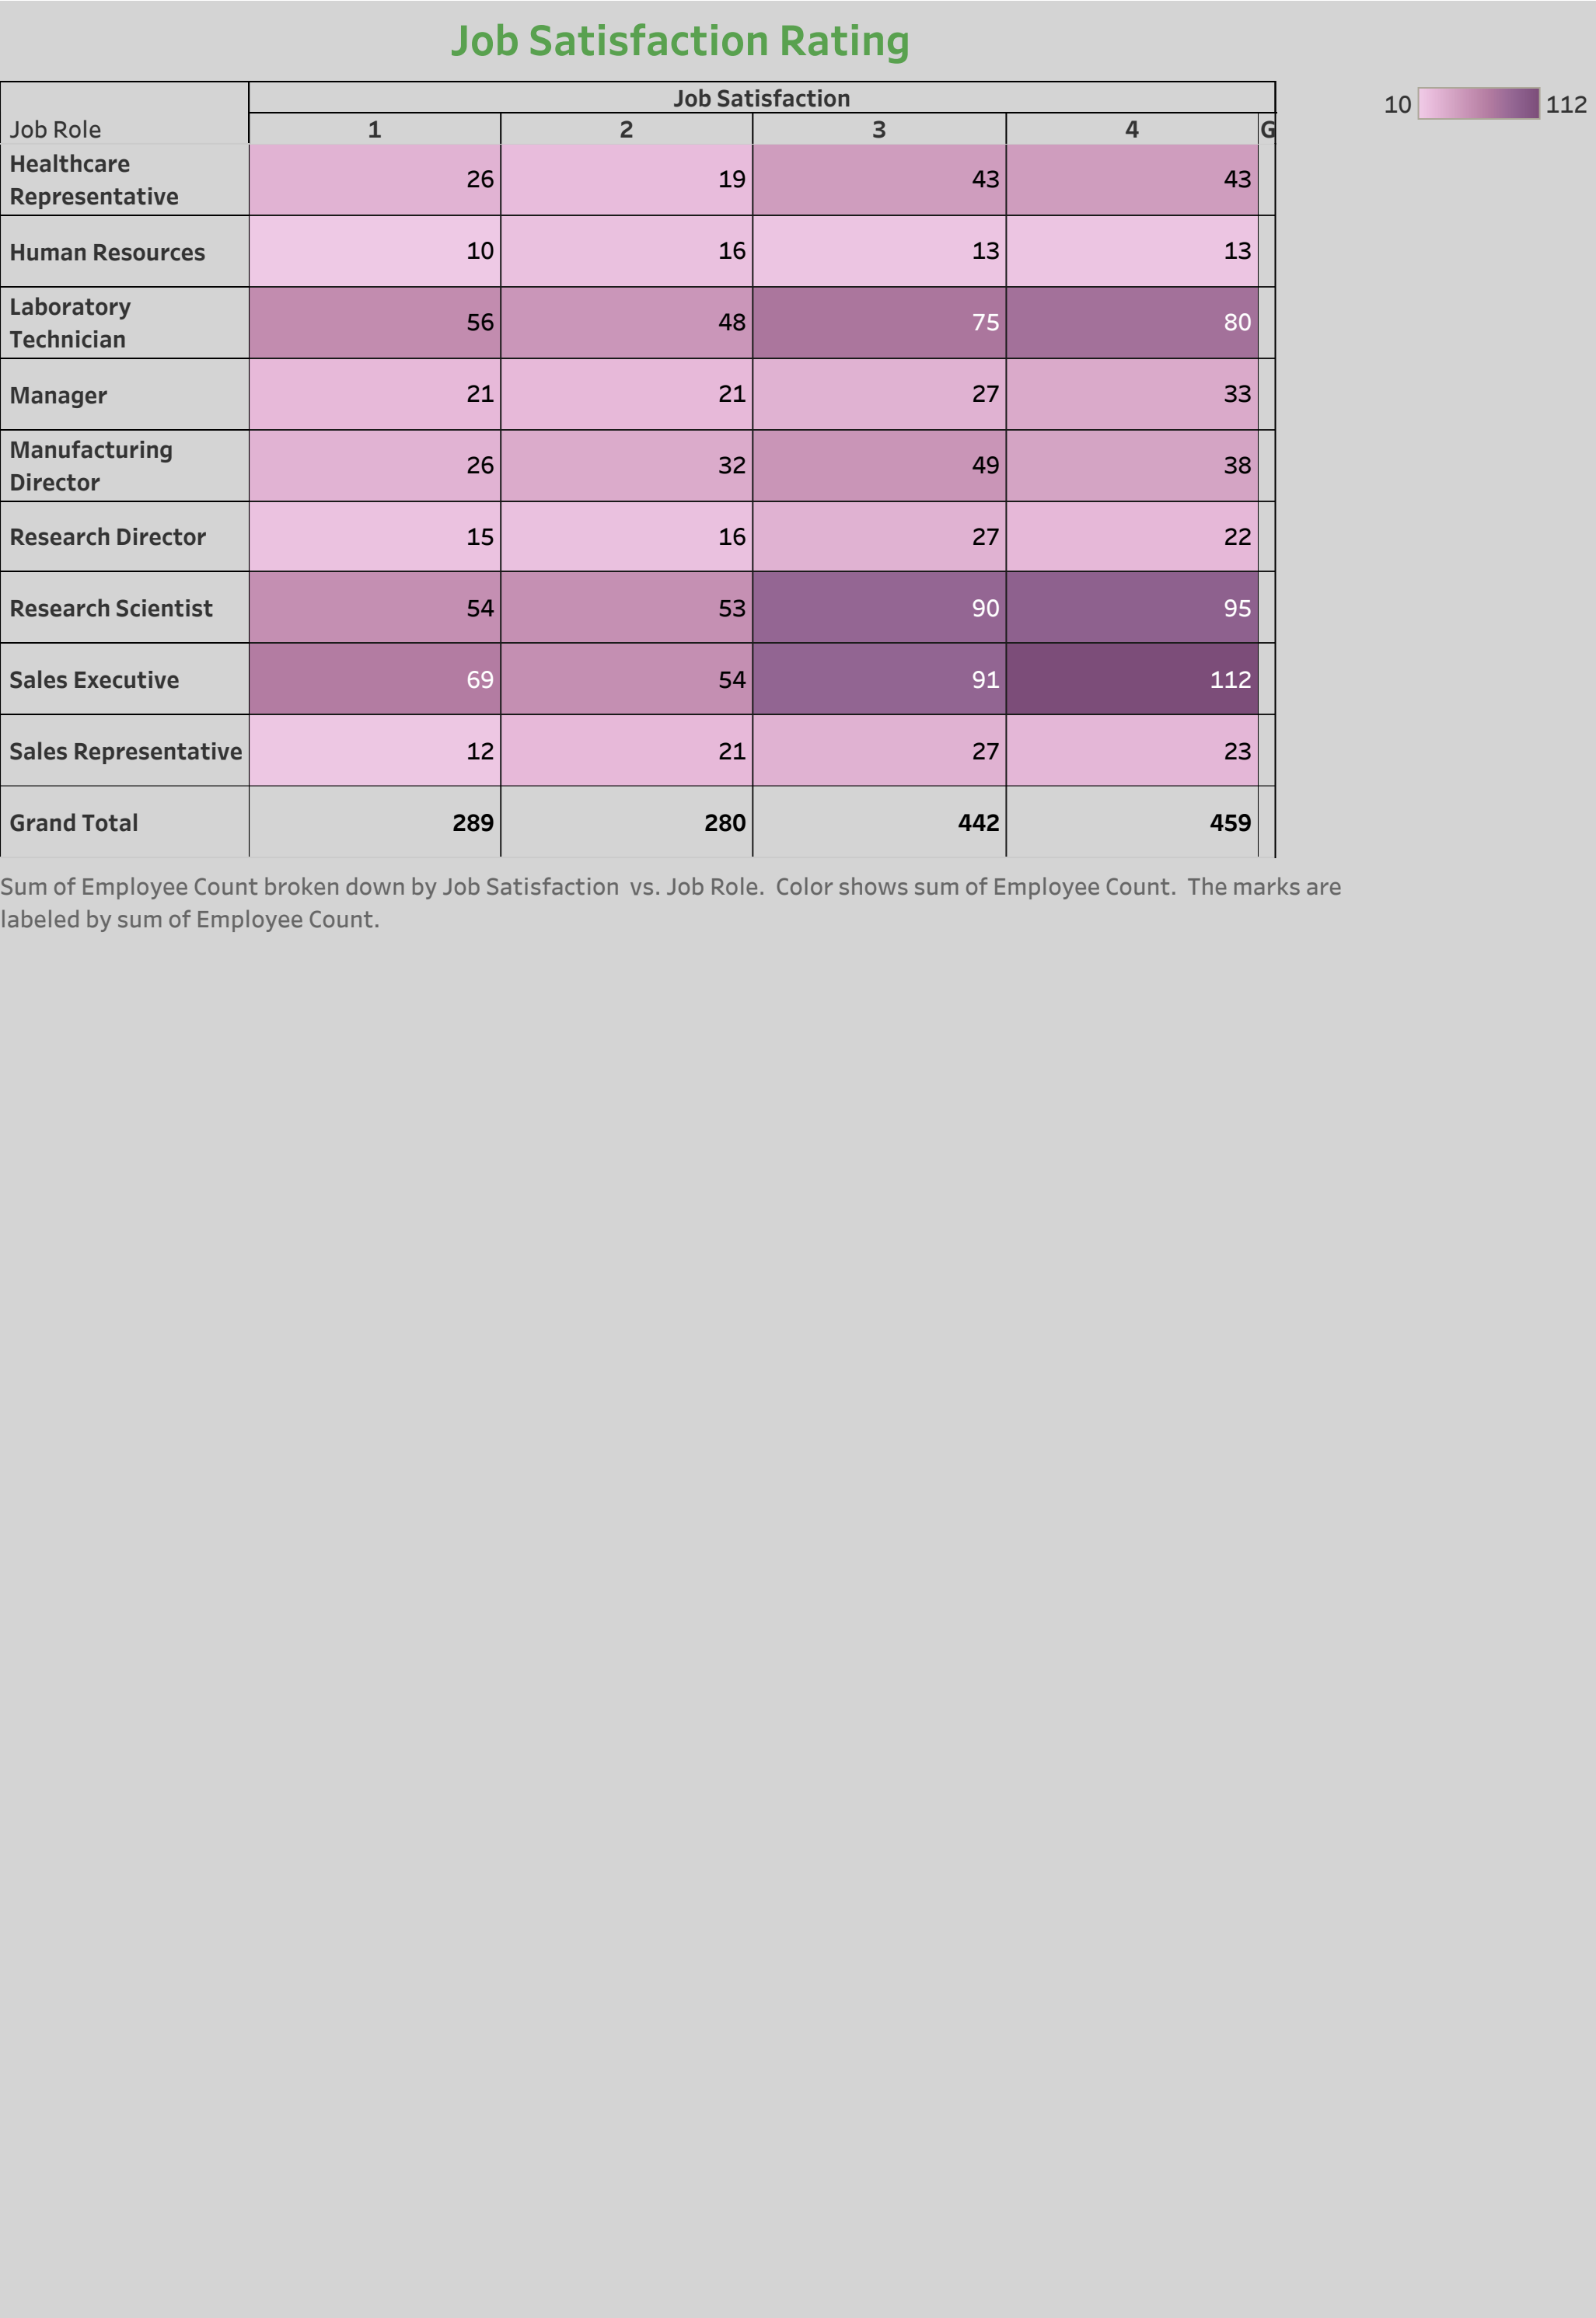 Job Satisfaction Rating
Job Satisfaction
10 112
Job Role 1 2 3 4 G
Healthcare
Representative 26 19 43 43
Human Resources 10 16 13 13
Laboratory
Technician 56 48 75 80
Manager 21 21 27 33
Manufacturing
Director 26 32 49 38
Research Director 15 16 27 22
Research Scientist 54 53 90 95
Sales Executive 69 54 91 112
Sales Representative 12 21 27 23
Grand Total 289 280 442 459
Sum of Employee Count broken down by Job Satisfaction vs. Job Role. Color shows sum of Employee Count. The marks are
labeled by sum of Employee Count.